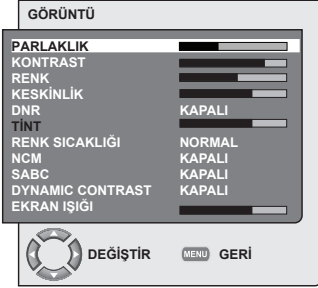 GÖRÜNTÜ
PARLAKLIK
KONTRAST
RENK
KESKİNLİK
DNR KAPALI
TİNT
RENK SICAKLIĞI NORMAL
NCM KAPALI
SABC KAPALI
DYNAMIC CONTRAST KAPALI
EKRAN IŞIĞI
DEĞİŞTİR MENU GERİ